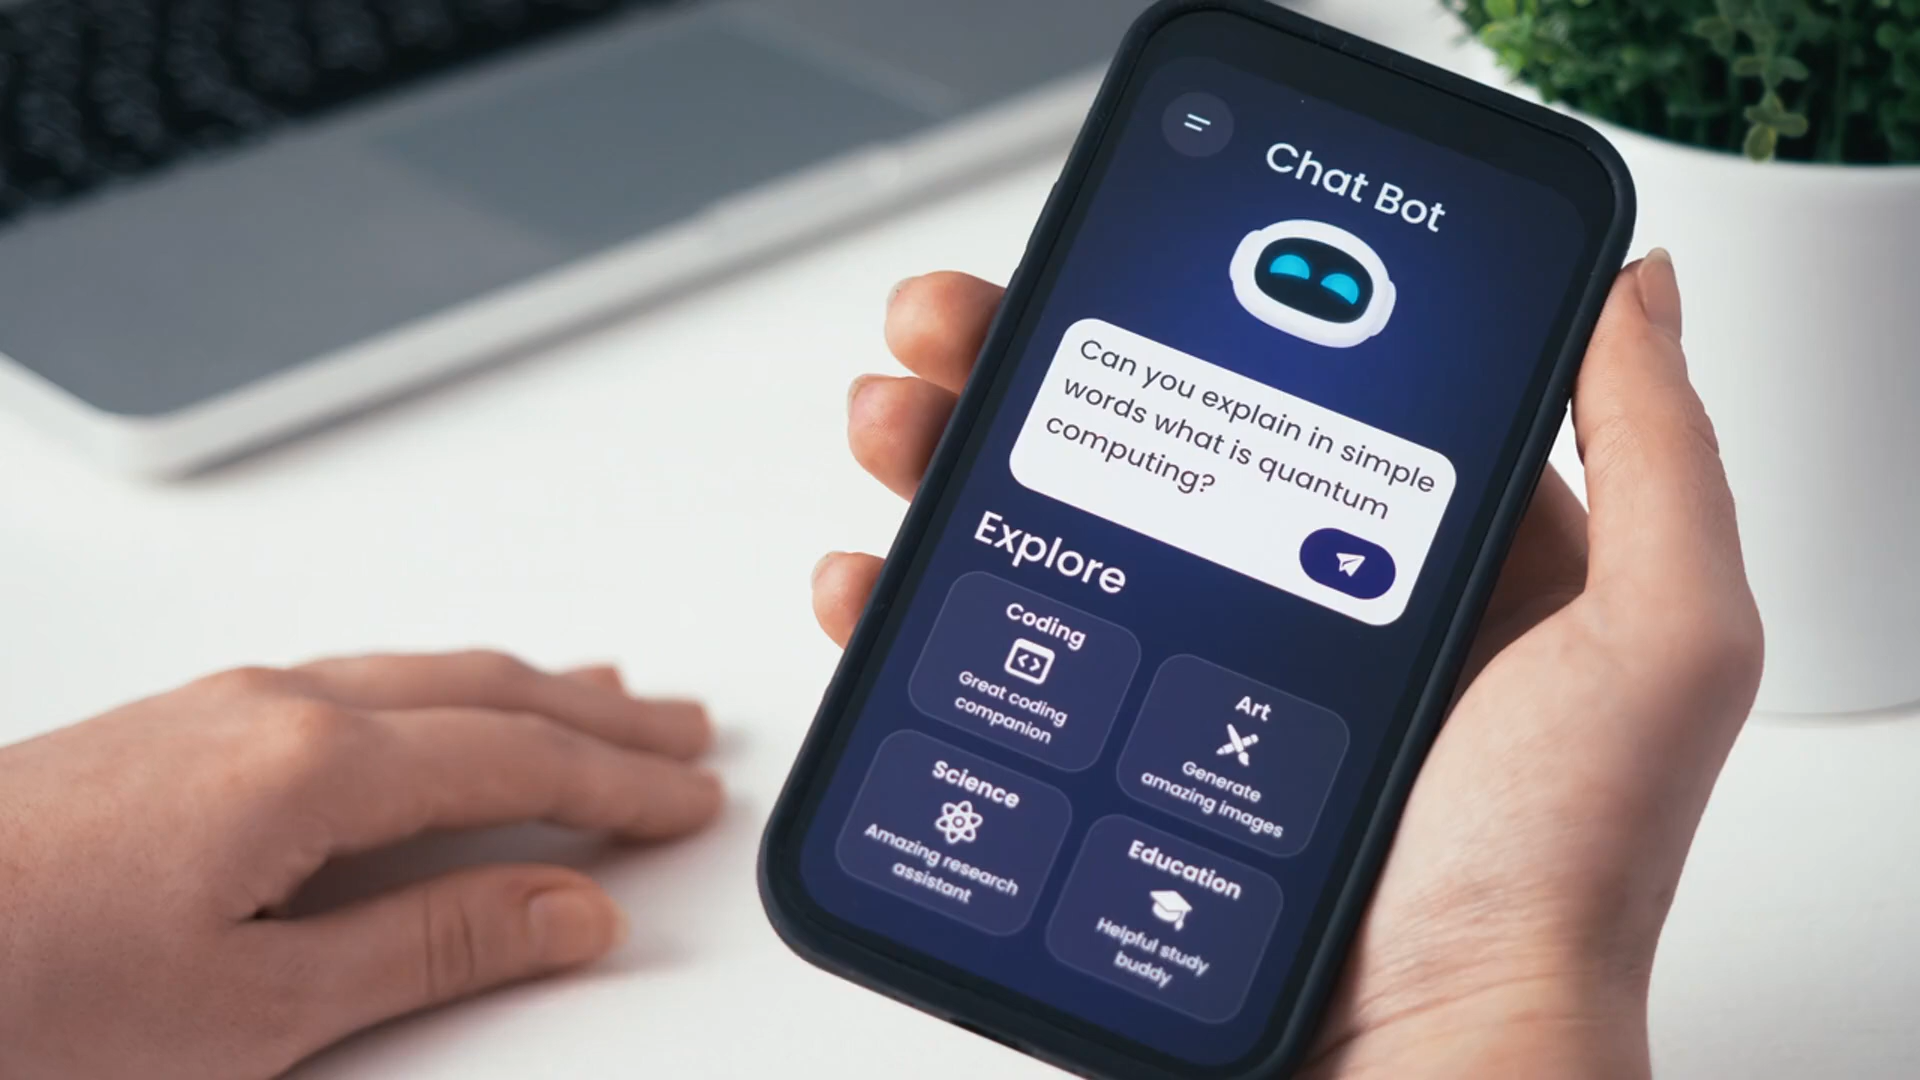 Chat Bot
Can you explain in simple
words what is quantum
computing?
Explore
Coding
Great coding
companion
Art
Generate
amazing images
Science
Amazing research
assistant
Education
Helpful study
buddy